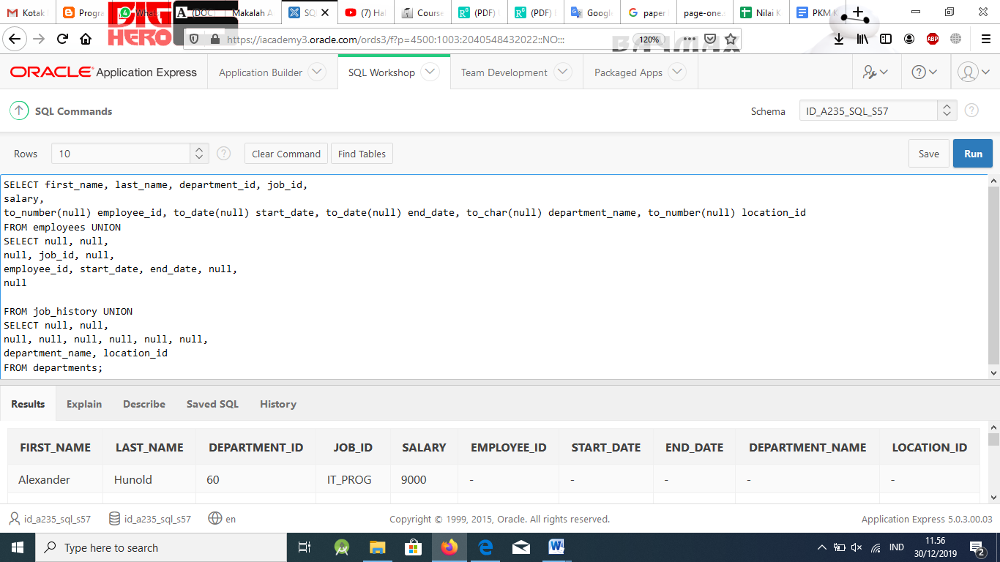 Kotak
Progra
What
(DOC)
Makalah A
SQ
(7) Hal
Course
(PDF)
(PDF)
Google
paper
page-one.
Nilai K
PKM K
BIG
HERO
https://iacademy3.oracle.com/ords3/f?p=4500:1003:2040548432022::NO:::
120%
BAYMAX
ABP
ORACLE Application Express
Application Builder
SQL Workshop
Team Development
Packaged Apps
SQL Commands
Schema
ID_A235_SQL_S57
Rows
10
Clear Command
Find Tables
Save
Run
SELECT first_name, last_name, department_id, job_id,
salary,
to_number(null) employee_id, to_date(null) start_date, to_date(null) end_date, to_char(null) department_name, to_number(null) location_id
FROM employees UNION
SELECT null, null,
null, job_id, null,
employee_id, start_date, end_date, null,
null
FROM job_history UNION
SELECT null, null,
null, null, null, null, null, null,
department_name, location_id
FROM departments;
Results Explain Describe Saved SQL History
FIRST_NAME LAST_NAME DEPARTMENT_ID JOB_ID SALARY EMPLOYEE_ID START_DATE END_DATE DEPARTMENT_NAME LOCATION_ID
Alexander Hunold 60 IT_PROG 9000 - - - - -
id_a235_sql_s57 id_a235_sql_s57 en
Copyright © 1999, 2015, Oracle. All rights reserved.
Application Express 5.0.3.00.03
Type here to search
IND
11.56
30/12/2019
2